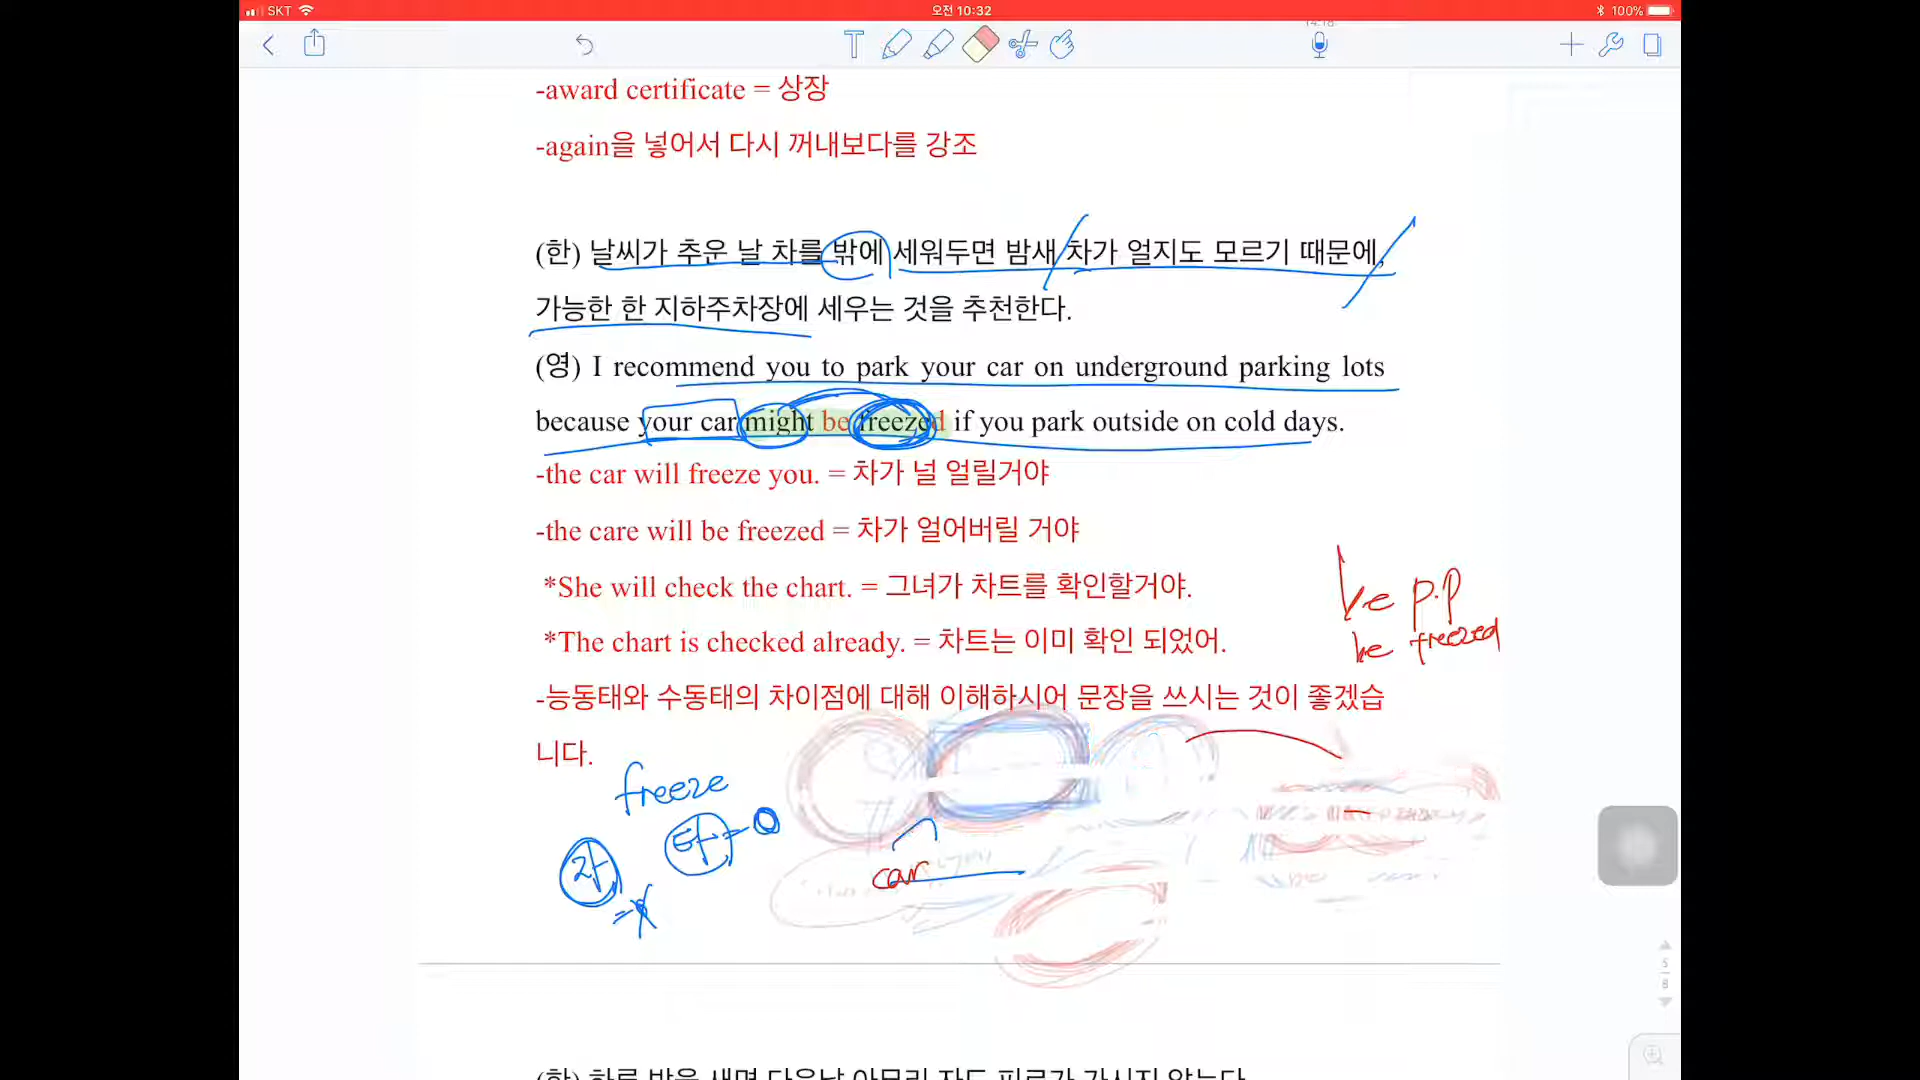 SKT 오전 10:32 100%
-award certificate = 상장
-again을 넣어서 다시 꺼내보다를 강조
(한) 날씨가 추운 날 차를 밖에 세워두면 밤새 차가 얼지도 모르기 때문에,
가능한 한 지하주차장에 세우는 것을 추천한다.
(영) I recommend you to park your car on underground parking lots
because your car might be freezed if you park outside on cold days.
-the car will freeze you. = 차가 널 얼릴거야
-the care will be freezed = 차가 얼어버릴 거야
*She will check the chart. = 그녀가 차트를 확인할거야.
be p.p
*The chart is checked already. = 차트는 이미 확인 되었어.
be freezed
-능동태와 수동태의 차이점에 대해 이해하시어 문장을 쓰시는 것이 좋겠습
니다.
freeze
타=O
자
=X
car
5
8